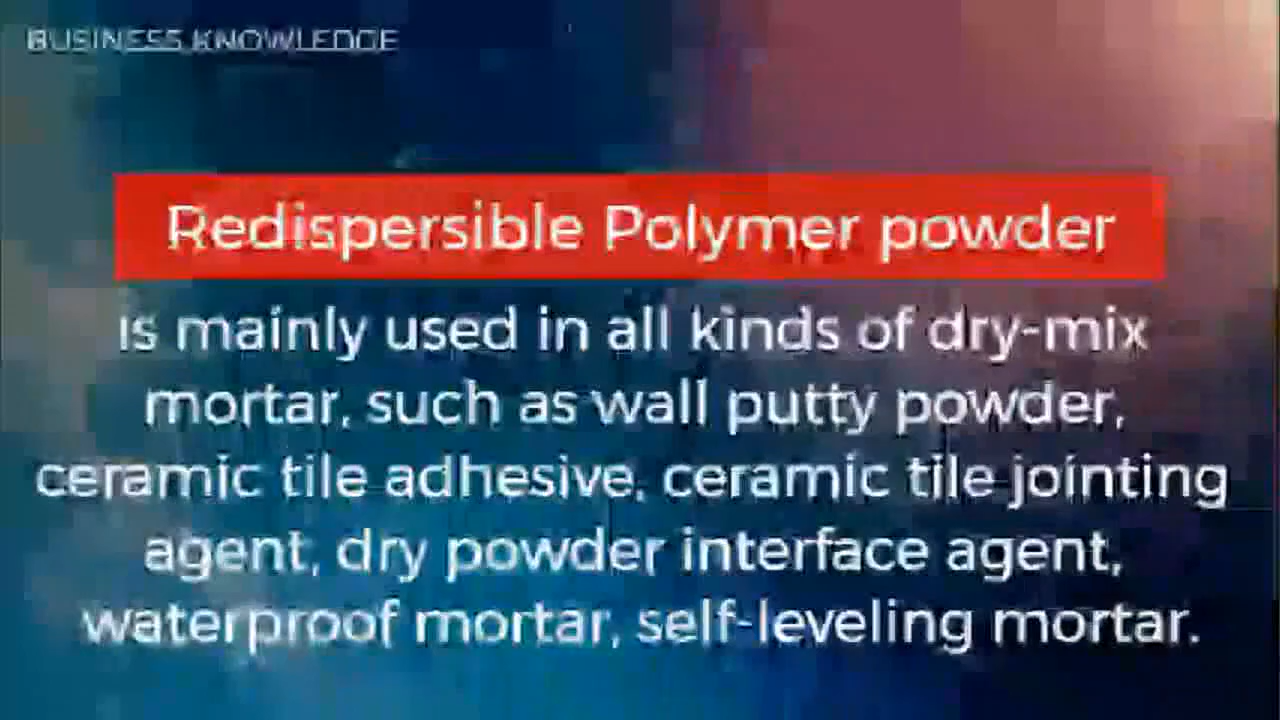 BUSINESS KNOWLEDGE
Redispersible Polymer powder
is mainly used in all kinds of dry-mix
mortar, such as wall putty powder,
ceramic tile adhesive, ceramic tile jointing
agent, dry powder interface agent,
waterproof mortar, self-leveling mortar.